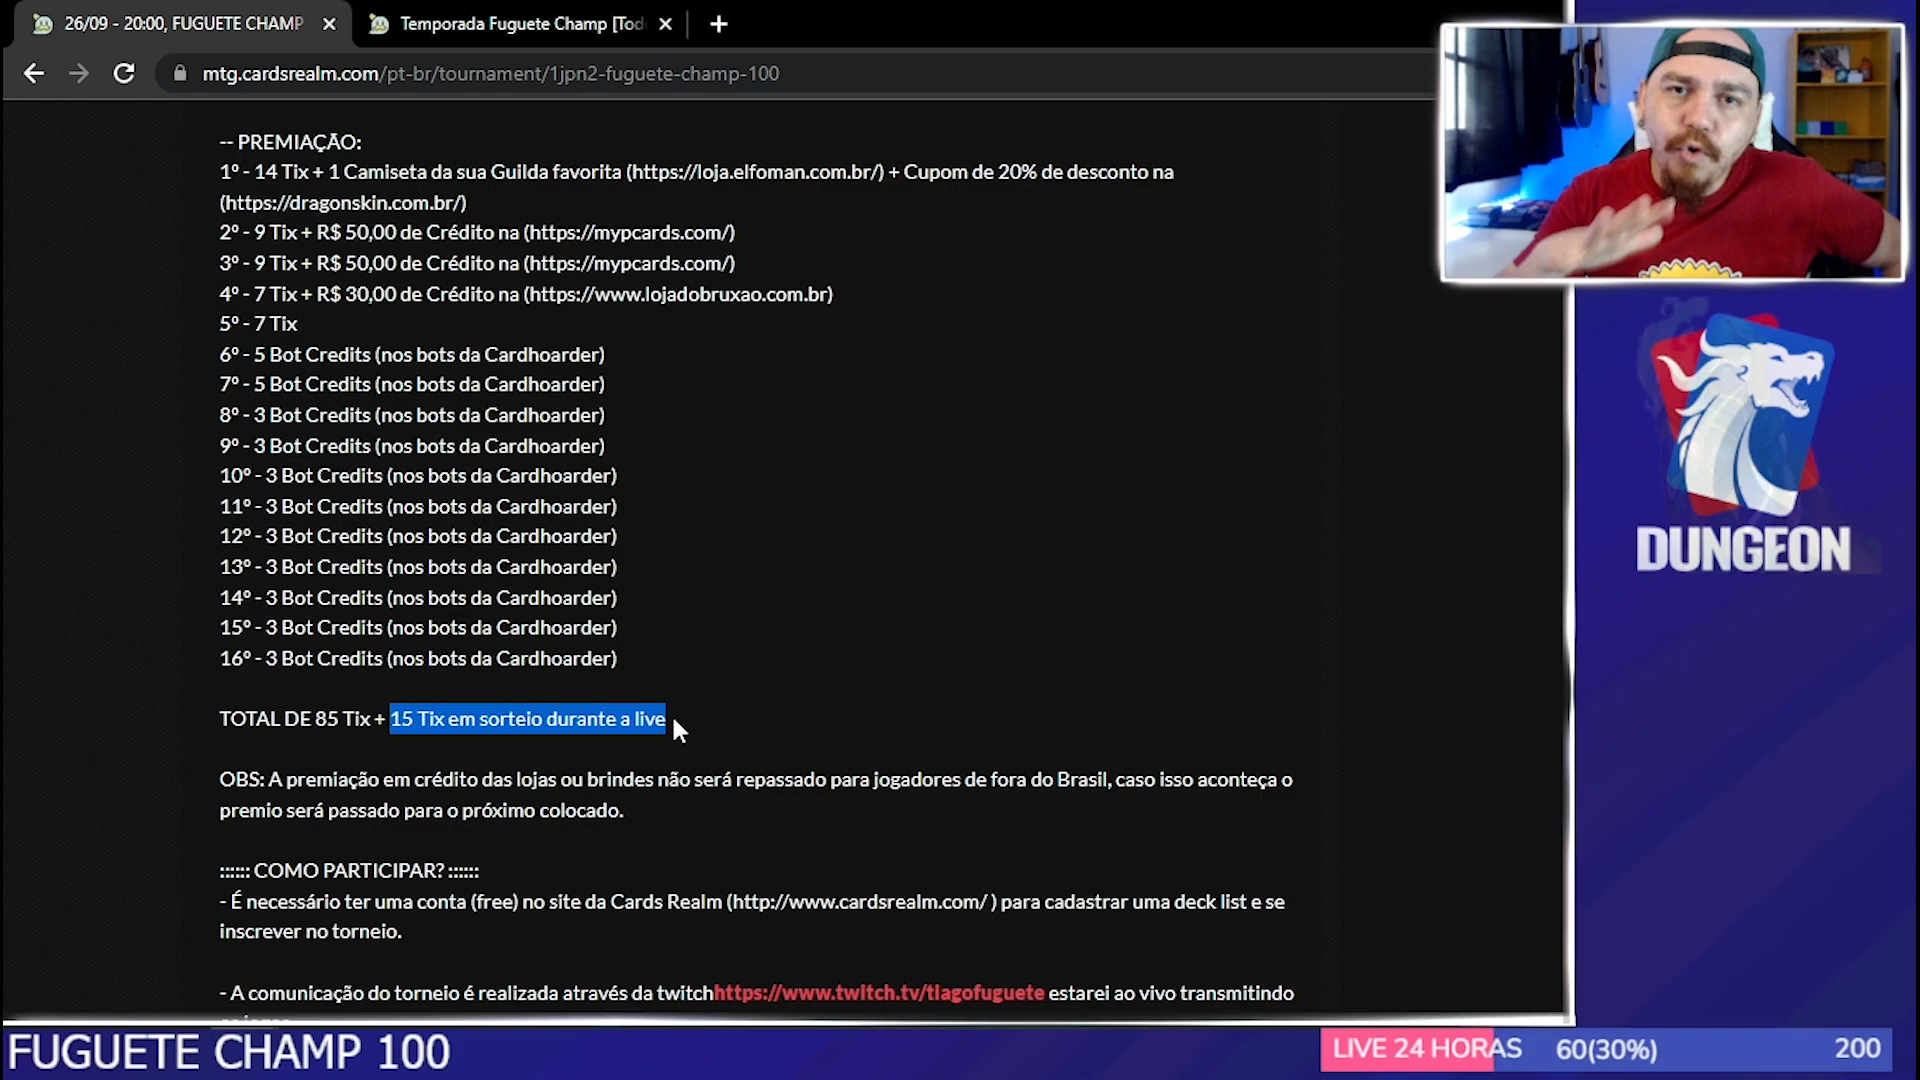 26/09 - 20:00, FUGUETE CHAMP
Temporada Fuguete Champ [Tod
mtg.cardsrealm.com/pt-br/tournament/1jpn2-fuguete-champ-100
-- PREMIAÇÃO:
1º - 14 Tix + 1 Camiseta da sua Guilda favorita (https://loja.elfoman.com.br/) + Cupom de 20% de desconto na
(https://dragonskin.com.br/)
2º - 9 Tix + R$ 50,00 de Crédito na (https://mypcards.com/)
3º - 9 Tix + R$ 50,00 de Crédito na (https://mypcards.com/)
4º - 7 Tix + R$ 30,00 de Crédito na (https://www.lojadobruxao.com.br)
5º - 7 Tix
6º - 5 Bot Credits (nos bots da Cardhoarder)
7º - 5 Bot Credits (nos bots da Cardhoarder)
8º - 3 Bot Credits (nos bots da Cardhoarder)
9º - 3 Bot Credits (nos bots da Cardhoarder)
10º - 3 Bot Credits (nos bots da Cardhoarder)
11º - 3 Bot Credits (nos bots da Cardhoarder)
12º - 3 Bot Credits (nos bots da Cardhoarder)
13º - 3 Bot Credits (nos bots da Cardhoarder)
14º - 3 Bot Credits (nos bots da Cardhoarder)
15º - 3 Bot Credits (nos bots da Cardhoarder)
16º - 3 Bot Credits (nos bots da Cardhoarder)
TOTAL DE 85 Tix + 15 Tix em sorteio durante a live
OBS: A premiação em crédito das lojas ou brindes não será repassado para jogadores de fora do Brasil, caso isso aconteça o
premio será passado para o próximo colocado.
:::::: COMO PARTICIPAR? ::::::
- É necessário ter uma conta (free) no site da Cards Realm (http://www.cardsrealm.com/ ) para cadastrar uma deck list e se
inscrever no torneio.
- A comunicação do torneio é realizada através da twitchhttps://www.twitch.tv/tlagofuguete estarei ao vivo transmitindo
DUNGEON
FUGUETE CHAMP 100
LIVE 24 HORAS 60(30%) 200